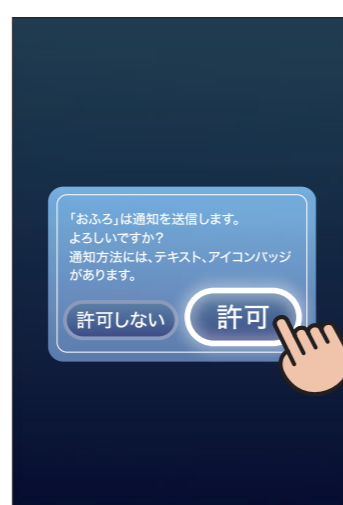 「おふろ」は通知を送信します。
よろしいですか？
通知方法には、テキスト、アイコンバッジ
があります。
許可しない
許可